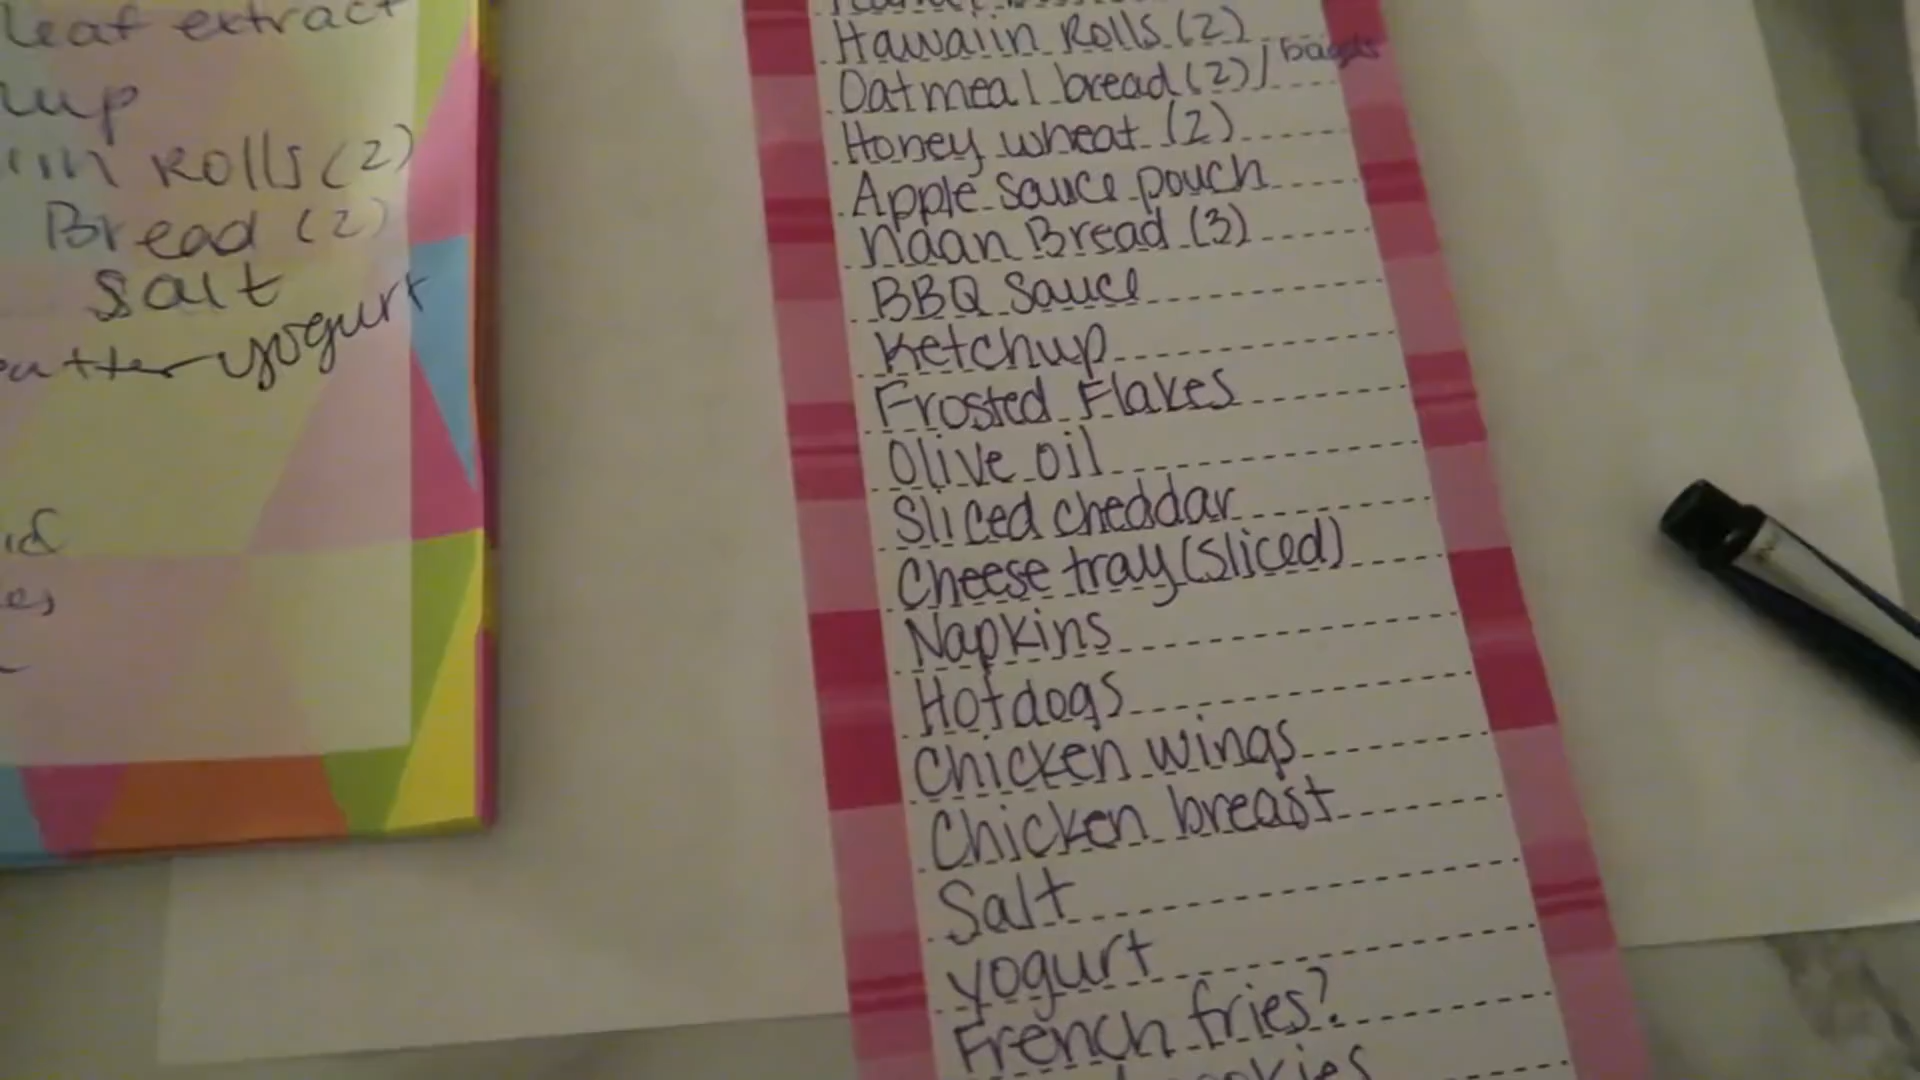 leaf extract
Rolls (2)
Bread (2)
Salt
yogurt
Hawaiin Rolls (2)
Oatmeal bread (2) / bagels
Honey wheat (2)
Apple sauce pouch
Naan Bread (3)
BBQ Sauce
Ketchup
Frosted Flakes
Olive oil
Sliced cheddar
Cheese tray (sliced)
Napkins
Hotdogs
Chicken wings
Chicken breast
Salt
yogurt
French fries?